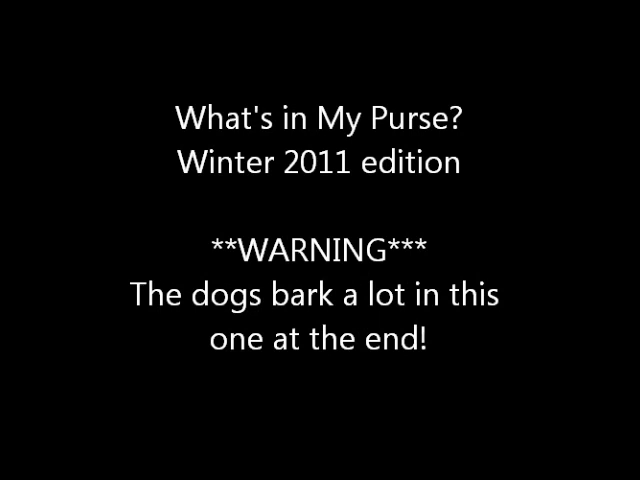 What's in My Purse?
Winter 2011 edition
**WARNING***
The dogs bark a lot in this
one at the end!